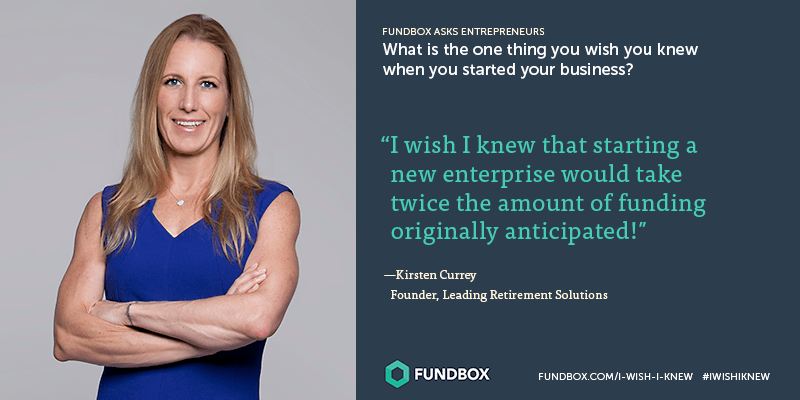 FUNDBOX ASKS ENTREPRENEURS
What is the one thing you wish you knew
when you started your business?
“I wish I knew that starting a
new enterprise would take
twice the amount of funding
originally anticipated!”
—Kirsten Currey
Founder, Leading Retirement Solutions
FUNDBOX
FUNDBOX.COM/I-WISH-I-KNEW #IWISHIKNEW